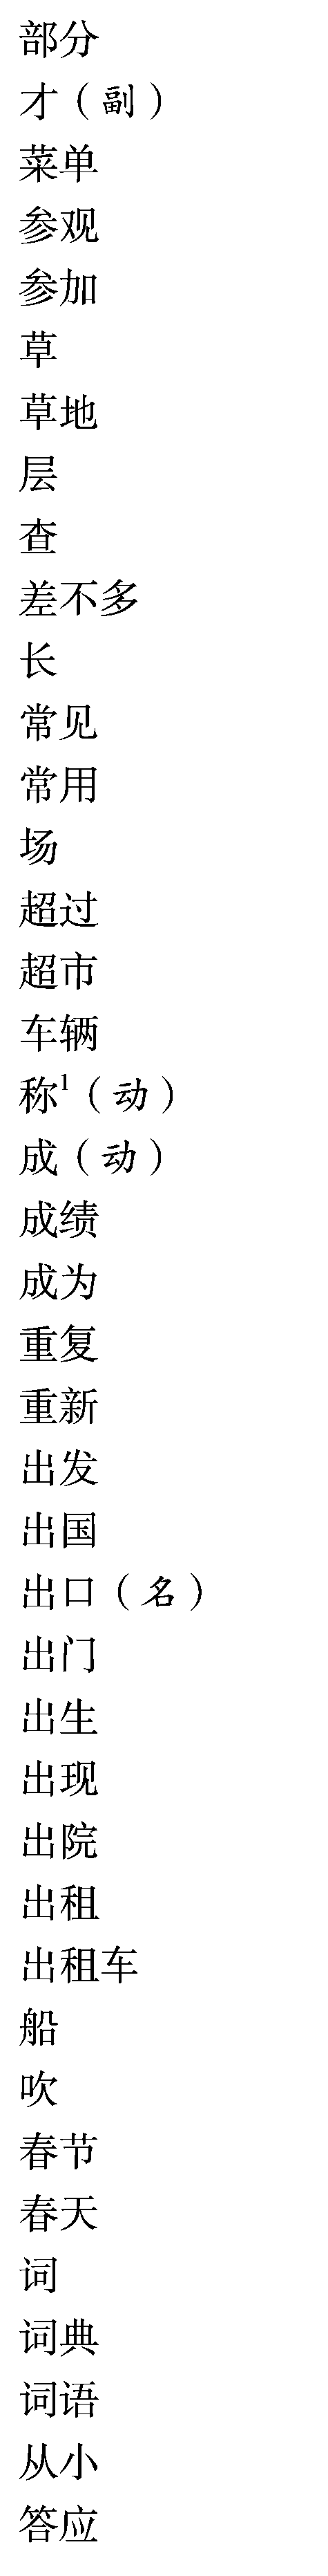 部分
才（副）
菜单
参观
参加
草
草地
层
查
差不多
长
常见
常用
场
超过
超市
车辆
称¹（动）
成（动）
成绩
成为
重复
重新
出发
出国
出口（名）
出门
出生
出现
出院
出租
出租车
船
吹
春节
春天
词
词典
词语
从小
答应